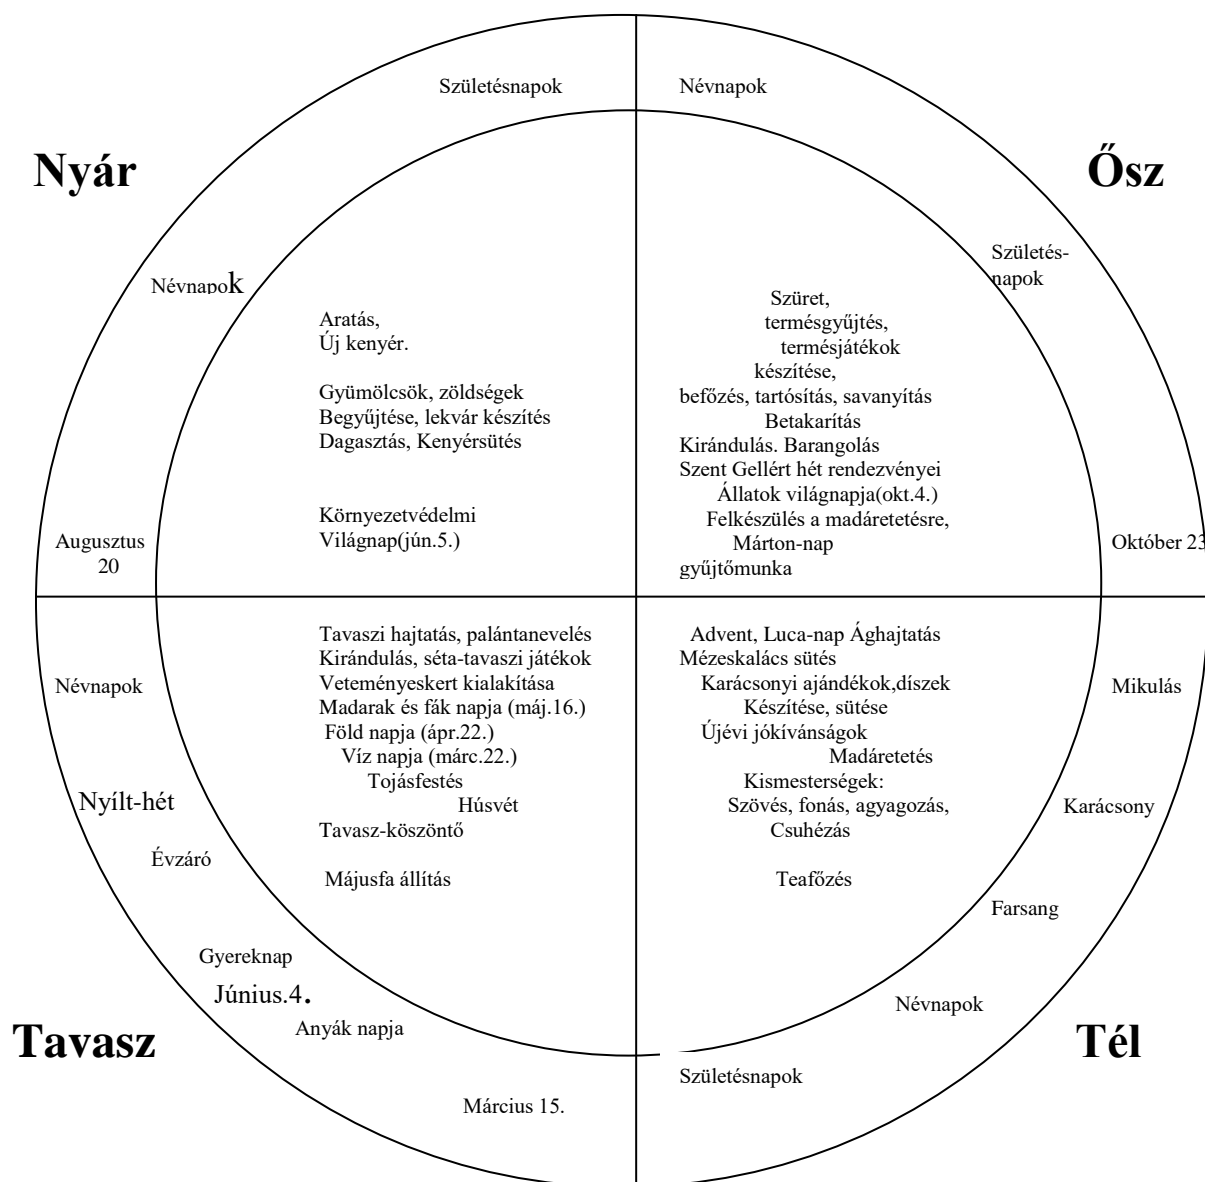 Születésnapok
Névnapok
Nyár
Ősz
Születés-
napok
Névnapok
Aratás,
Új kenyér.
Gyümölcsök, zöldségek
Begyűjtése, lekvár készítés
Dagasztás, Kenyérsütés
Környezetvédelmi
Világnap(jún.5.)
Augusztus
20
Szüret,
termésgyűjtés,
termésjátékok
készítése,
befőzés, tartósítás, savanyítás
Betakarítás
Kirándulás. Barangolás
Szent Gellért hét rendezvényei
Állatok világnapja(okt.4.)
Felkészülés a madáretetésre,
Márton-nap
gyűjtőmunka
Október 23
Tavaszi hajtatás, palántanevelés
Kirándulás, séta-tavaszi játékok
Veteményeskert kialakítása
Madarak és fák napja (máj.16.)
Föld napja (ápr.22.)
Víz napja (márc.22.)
Tojásfestés
Húsvét
Tavasz-köszöntő
Májusfa állítás
Névnapok
Nyílt-hét
Évzáró
Gyereknap
Június.4.
Anyák napja
Március 15.
Tavasz
Advent, Luca-nap Ághajtatás
Mézeskalács sütés
Karácsonyi ajándékok,díszek
Készítése, sütése
Újévi jókívánságok
Madáretetés
Kismesterségek:
Szövés, fonás, agyagozás,
Csuhézás
Teafőzés
Mikulás
Karácsony
Farsang
Névnapok
Születésnapok
Tél